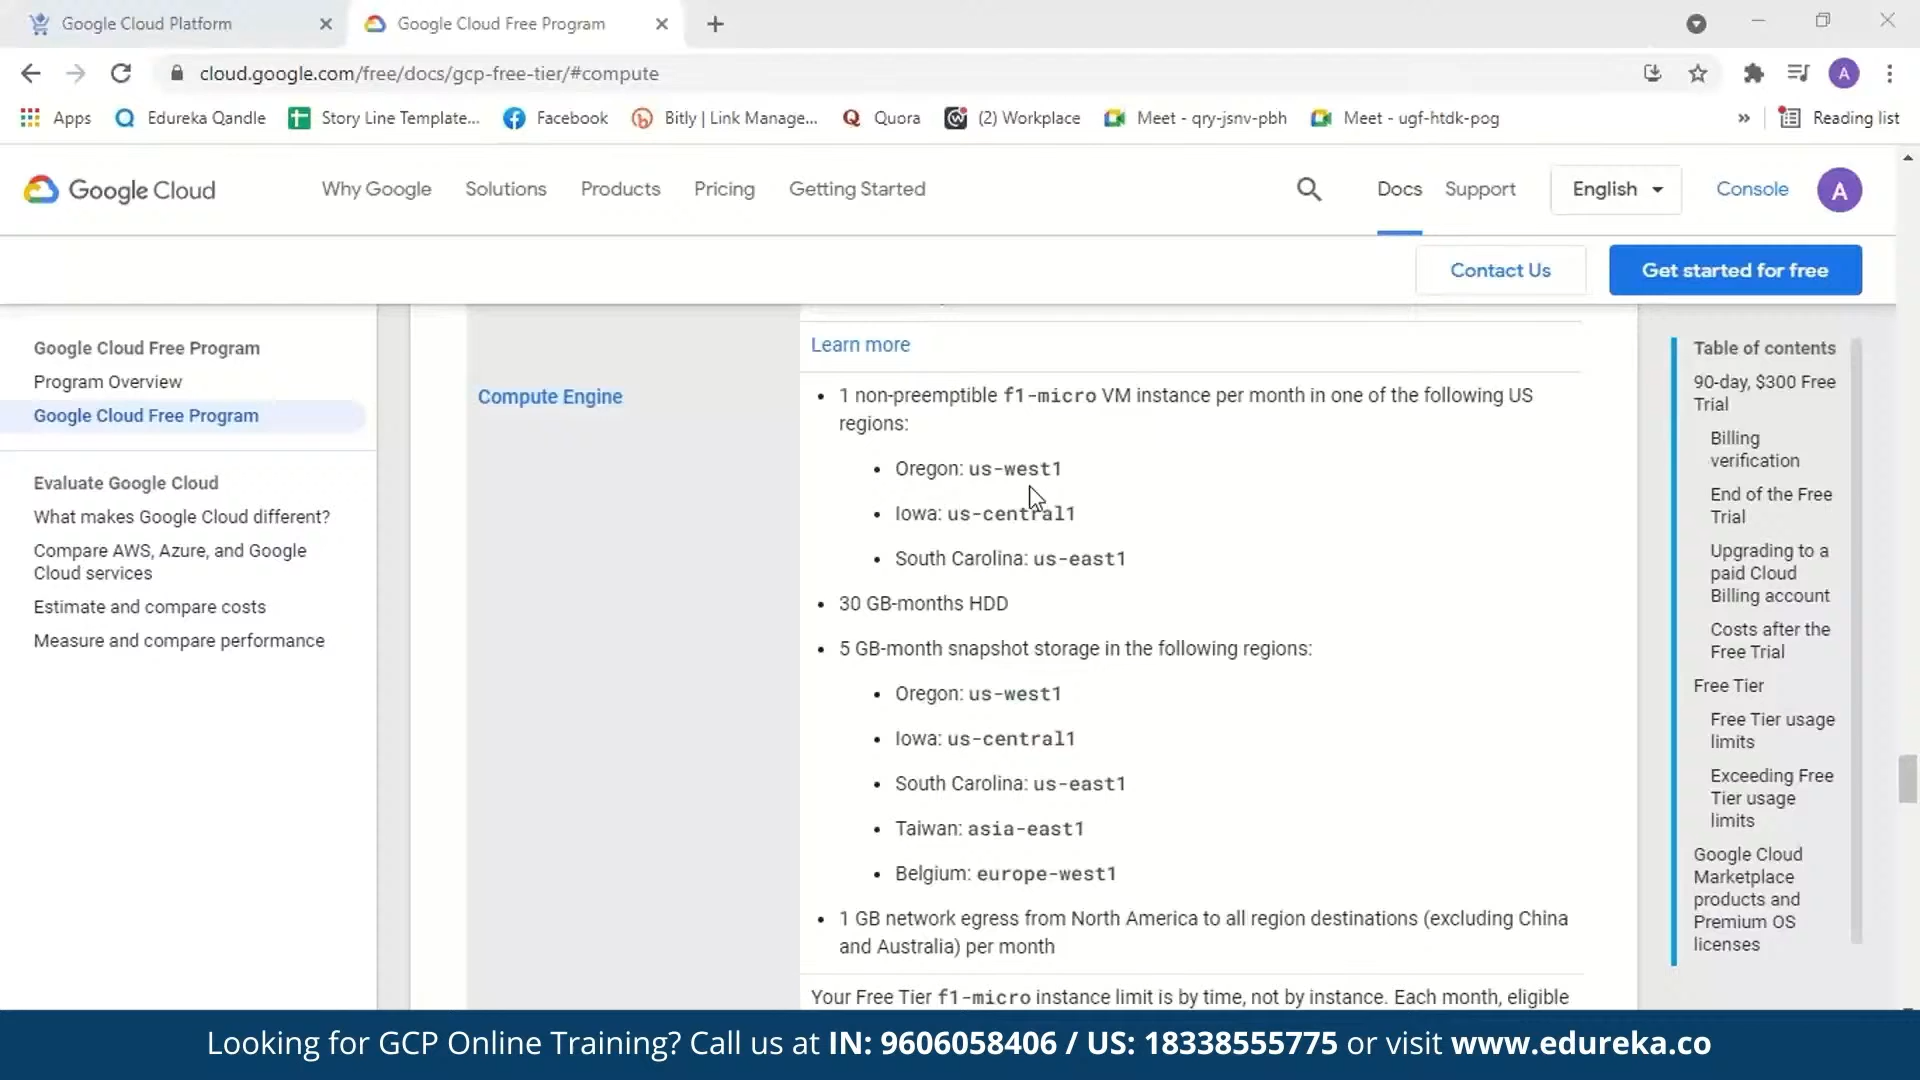 Google Cloud Platform
Google Cloud Free Program
cloud.google.com/free/docs/gcp-free-tier/#compute
A
Apps
Edureka Qandle
Story Line Template...
Facebook
Bitly | Link Manage...
Quora
(2) Workplace
Meet - qry-jsnv-pbh
Meet - ugf-htdk-pog
»
Reading list
Google Cloud
Why Google
Solutions
Products
Pricing
Getting Started
Docs
Support
English
Console
A
Contact Us
Get started for free
Google Cloud Free Program
Program Overview
Google Cloud Free Program
Evaluate Google Cloud
What makes Google Cloud different?
Compare AWS, Azure, and Google
Cloud services
Estimate and compare costs
Measure and compare performance
Learn more
Compute Engine
• 1 non-preemptible f1-micro VM instance per month in one of the following US
regions:
• Oregon: us-west1
• Iowa: us-central1
• South Carolina: us-east1
• 30 GB-months HDD
• 5 GB-month snapshot storage in the following regions:
• Oregon: us-west1
• Iowa: us-central1
• South Carolina: us-east1
• Taiwan: asia-east1
• Belgium: europe-west1
• 1 GB network egress from North America to all region destinations (excluding China
and Australia) per month
Your Free Tier f1-micro instance limit is by time, not by instance. Each month, eligible
Table of contents
90-day, $300 Free
Trial
Billing
verification
End of the Free
Trial
Upgrading to a
paid Cloud
Billing account
Costs after the
Free Trial
Free Tier
Free Tier usage
limits
Exceeding Free
Tier usage
limits
Google Cloud
Marketplace
products and
Premium OS
licenses
Looking for GCP Online Training? Call us at IN: 9606058406 / US: 18338555775 or visit www.edureka.co